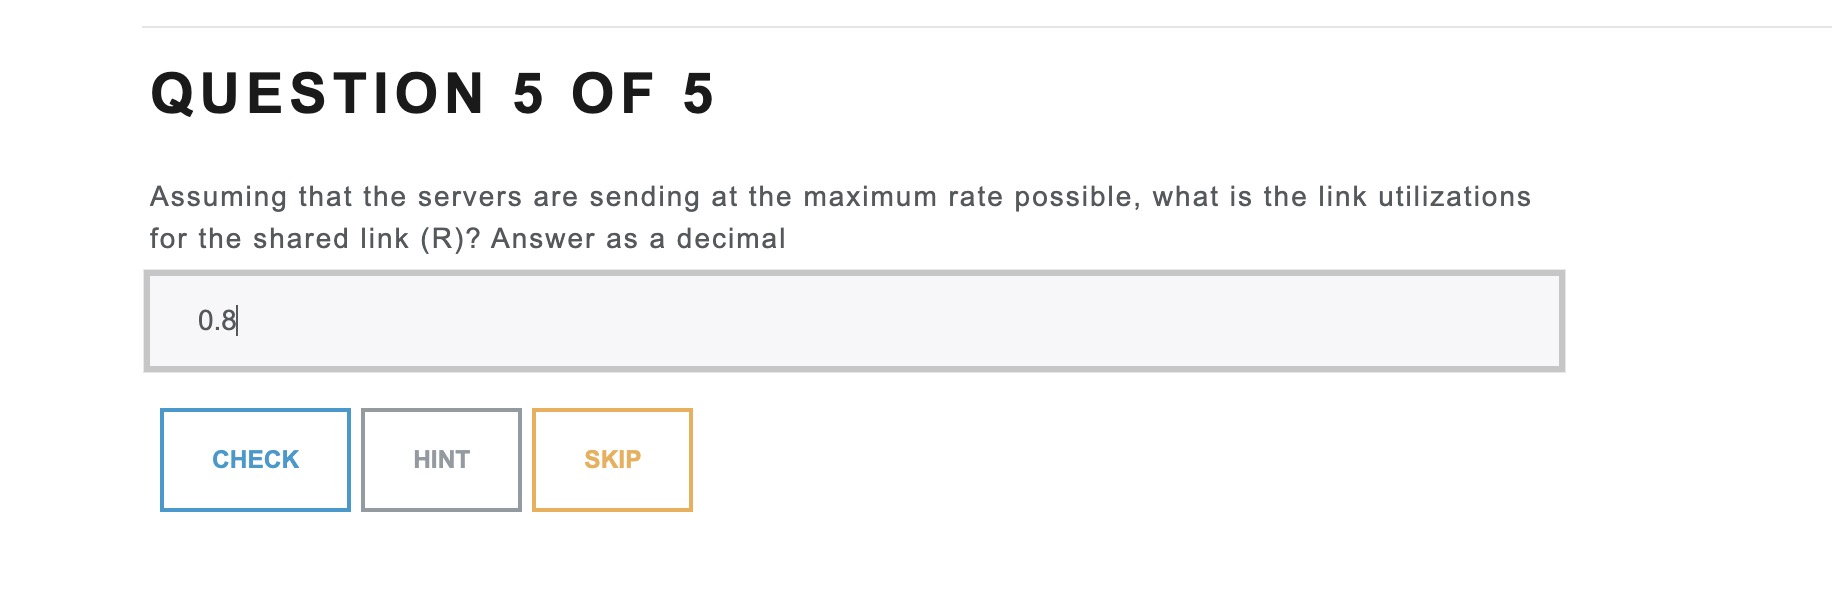 QUESTION 5 OF 5
Assuming that the servers are sending at the maximum rate possible, what is the link utilizations
for the shared link (R)? Answer as a decimal
0.8
CHECK HINT SKIP